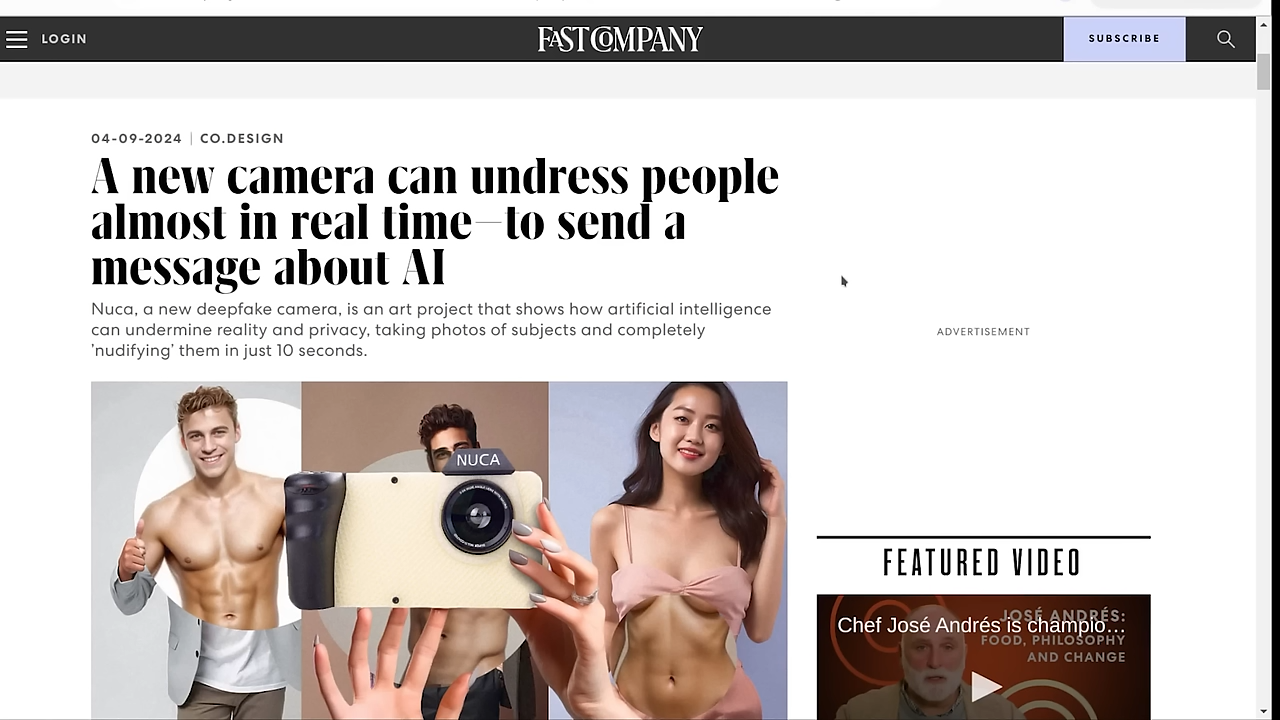 LOGIN
FAST COMPANY
SUBSCRIBE
04-09-2024 | CO.DESIGN
A new camera can undress people
almost in real time—to send a
message about AI
Nuca, a new deepfake camera, is an art project that shows how artificial intelligence
can undermine reality and privacy, taking photos of subjects and completely
'nudifying' them in just 10 seconds.
ADVERTISEMENT
NUCA
FEATURED VIDEO
JOSÉ ANDRÉS:
Chef José Andrés is champio...
FOOD, PHILOSOPHY
AND CHANGE